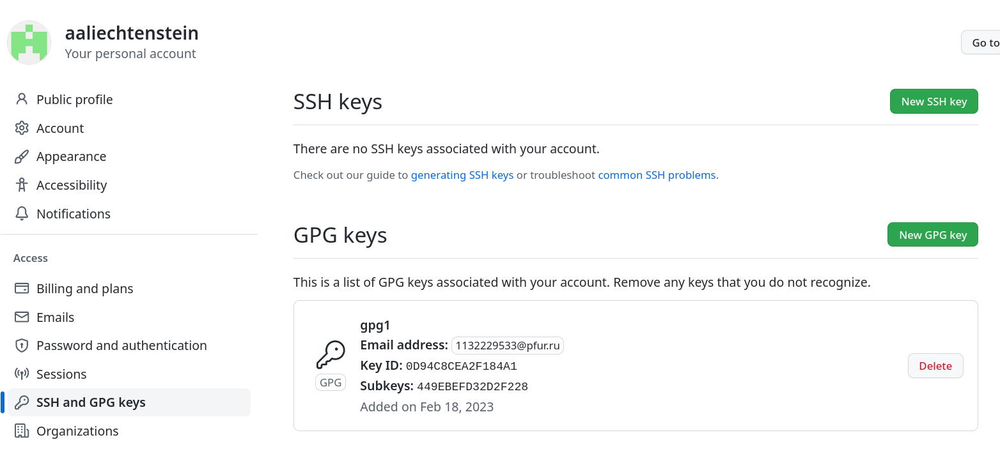 aaliechtenstein
Your personal account
Go to
Public profile
Account
Appearance
Accessibility
Notifications
Access
Billing and plans
Emails
Password and authentication
Sessions
SSH and GPG keys
Organizations
SSH keys
New SSH key
There are no SSH keys associated with your account.
Check out our guide to generating SSH keys or troubleshoot common SSH problems.
GPG keys
New GPG key
This is a list of GPG keys associated with your account. Remove any keys that you do not recognize.
GPG
gpg1
Email address: 1132229533@pfur.ru
Key ID: 0D94C8CEA2F184A1
Subkeys: 449EBEFD32D2F228
Added on Feb 18, 2023
Delete